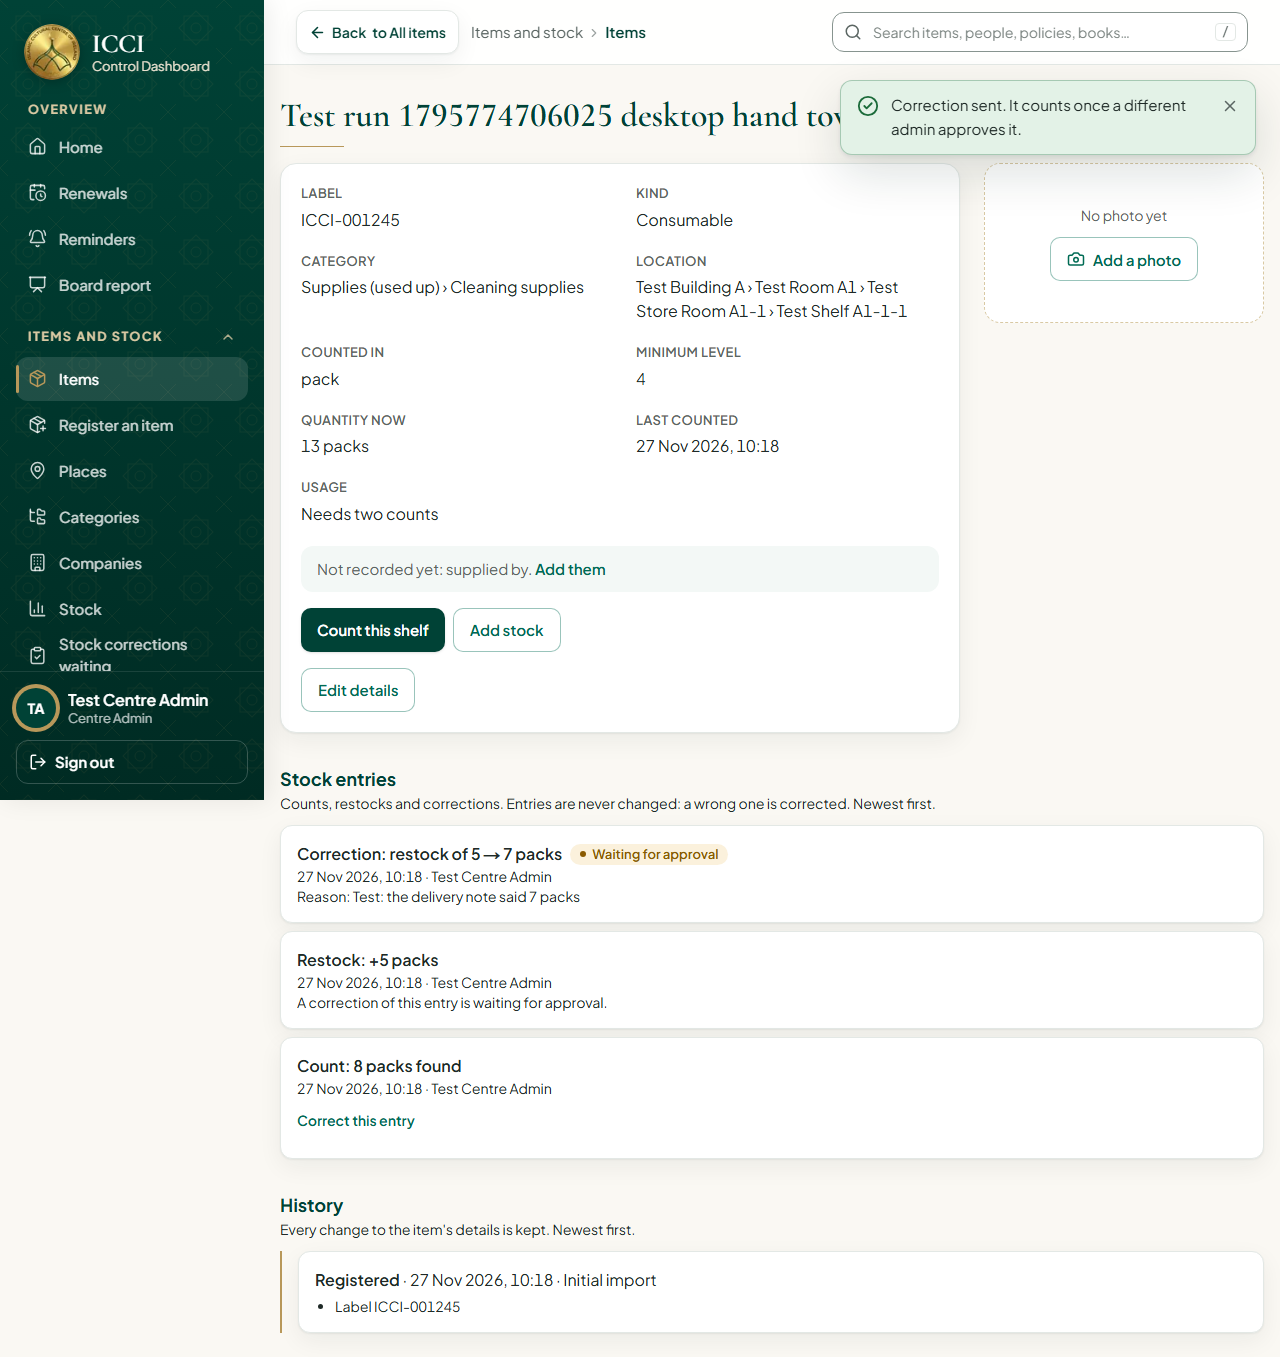 ICCI
Control Dashboard
OVERVIEW
Home
Renewals
Reminders
Board report
ITEMS AND STOCK
Items
Register an item
Places
Categories
Companies
Stock
Stock corrections
waiting
TA
Test Centre Admin
Centre Admin
Sign out
Back to All items
Items and stock › Items
Search items, people, policies, books…
/
Correction sent. It counts once a different
admin approves it.
Test run 1795774706025 desktop hand
LABEL
ICCI-001245
KIND
Consumable
CATEGORY
Supplies (used up) › Cleaning supplies
LOCATION
Test Building A › Test Room A1 › Test
Store Room A1-1 › Test Shelf A1-1-1
COUNTED IN
pack
MINIMUM LEVEL
4
QUANTITY NOW
13 packs
LAST COUNTED
27 Nov 2026, 10:18
USAGE
Needs two counts
Not recorded yet: supplied by. Add them
Count this shelf
Add stock
Edit details
No photo yet
Add a photo
Stock entries
Counts, restocks and corrections. Entries are never changed: a wrong one is corrected. Newest first.
Correction: restock of 5 → 7 packs
Waiting for approval
27 Nov 2026, 10:18 · Test Centre Admin
Reason: Test: the delivery note said 7 packs
Restock: +5 packs
27 Nov 2026, 10:18 · Test Centre Admin
A correction of this entry is waiting for approval.
Count: 8 packs found
27 Nov 2026, 10:18 · Test Centre Admin
Correct this entry
History
Every change to the item's details is kept. Newest first.
Registered · 27 Nov 2026, 10:18 · Initial import
• Label ICCI-001245